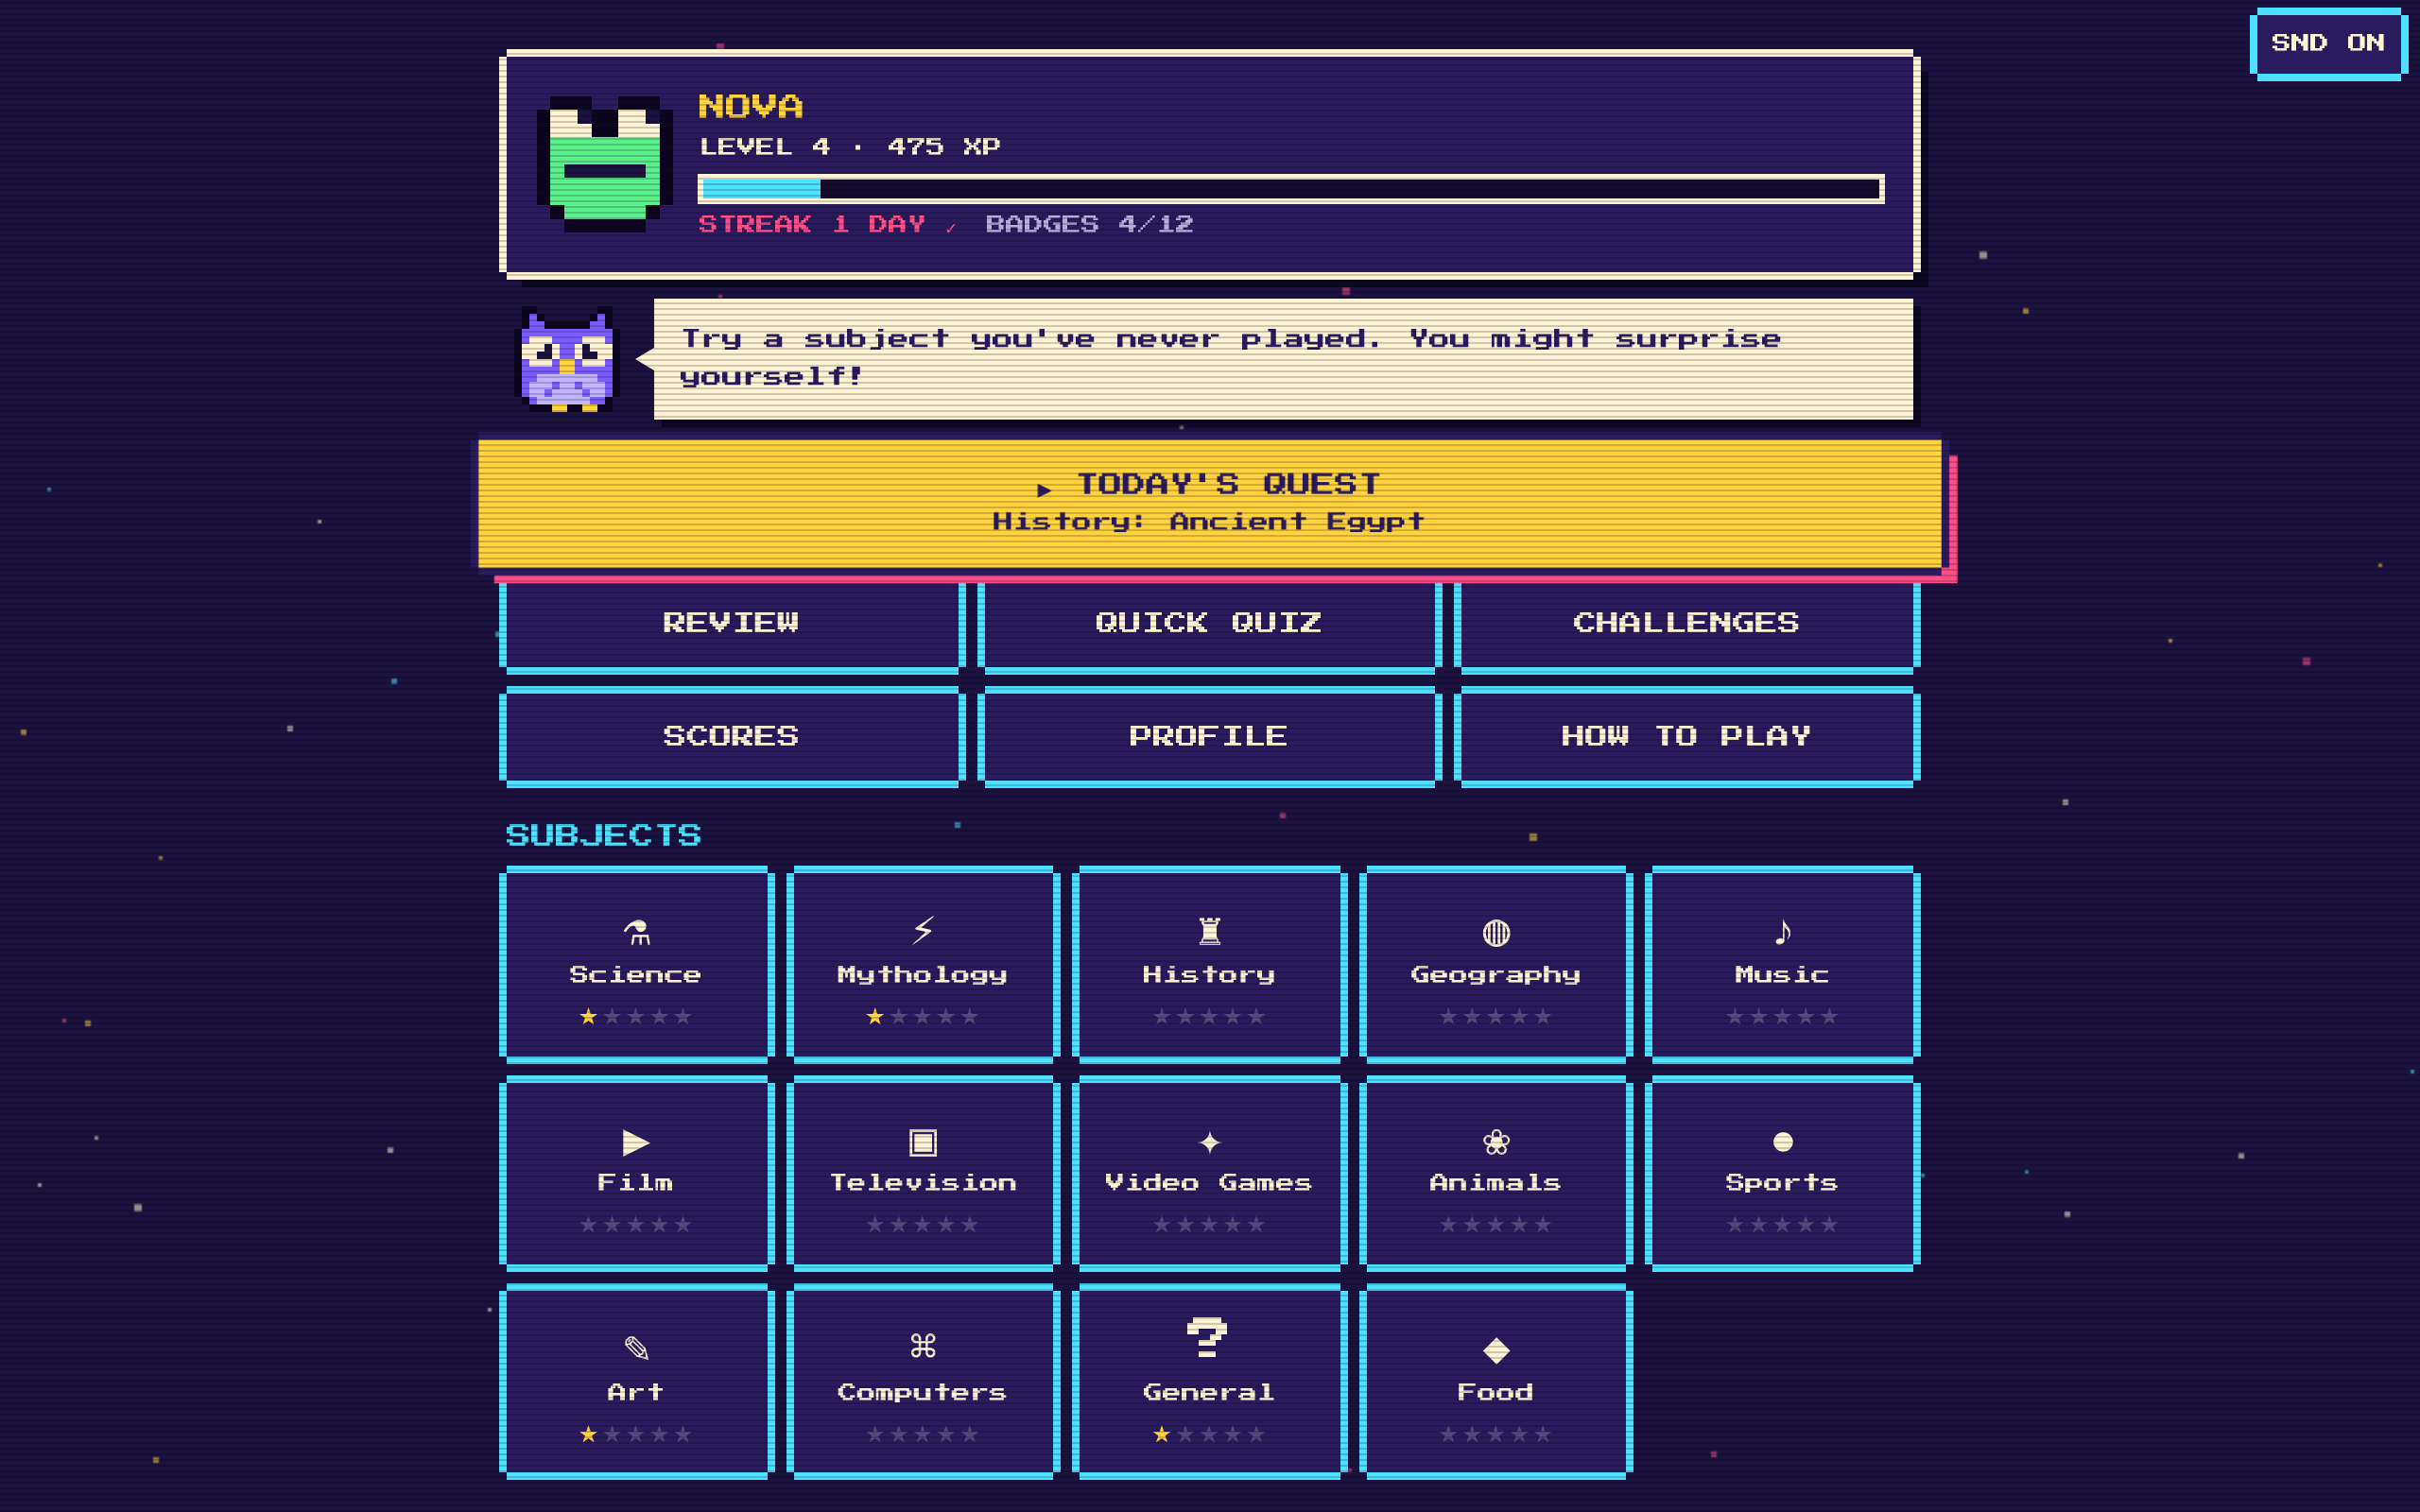 SND ON
NOVA
LEVEL 4 · 475 XP
STREAK 1 DAY ✓ BADGES 4/12
Try a subject you've never played. You might surprise
yourself!
▶ TODAY'S QUEST
History: Ancient Egypt
REVIEW
QUICK QUIZ
CHALLENGES
SCORES
PROFILE
HOW TO PLAY
SUBJECTS
Science
Mythology
History
Geography
Music
Film
Television
Video Games
Animals
Sports
?
Art
Computers
General
Food